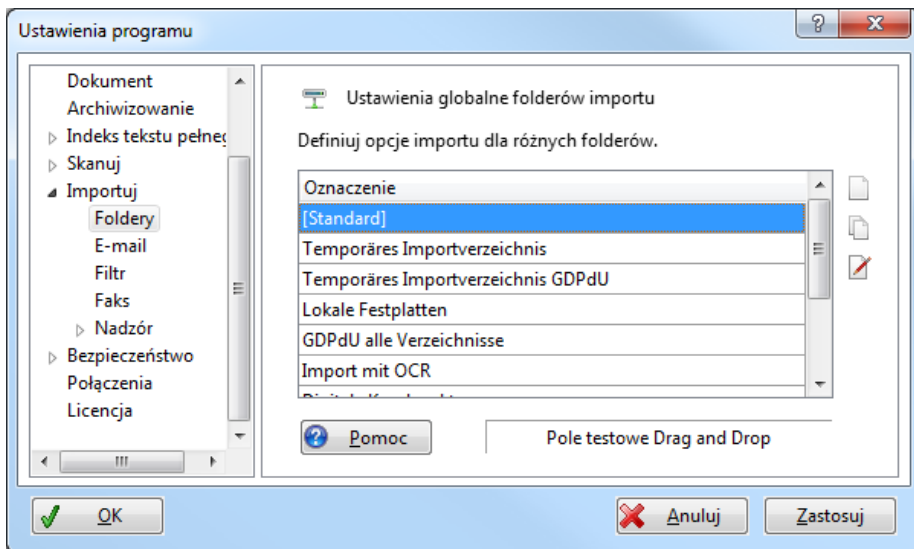 Ustawienia programu
Dokument
Archiwizowanie
Indeks tekstu pełneg
Skanuj
Importuj
Foldery
E-mail
Filtr
Faks
Nadzór
Bezpieczeństwo
Połączenia
Licencja
Ustawienia globalne folderów importu
Definiuj opcje importu dla różnych folderów.
Oznaczenie
[Standard]
Temporäres Importverzeichnis
Temporäres Importverzeichnis GDPdU
Lokale Festplatten
GDPdU alle Verzeichnisse
Import mit OCR
Pomoc
Pole testowe Drag and Drop
OK
Anuluj
Zastosuj